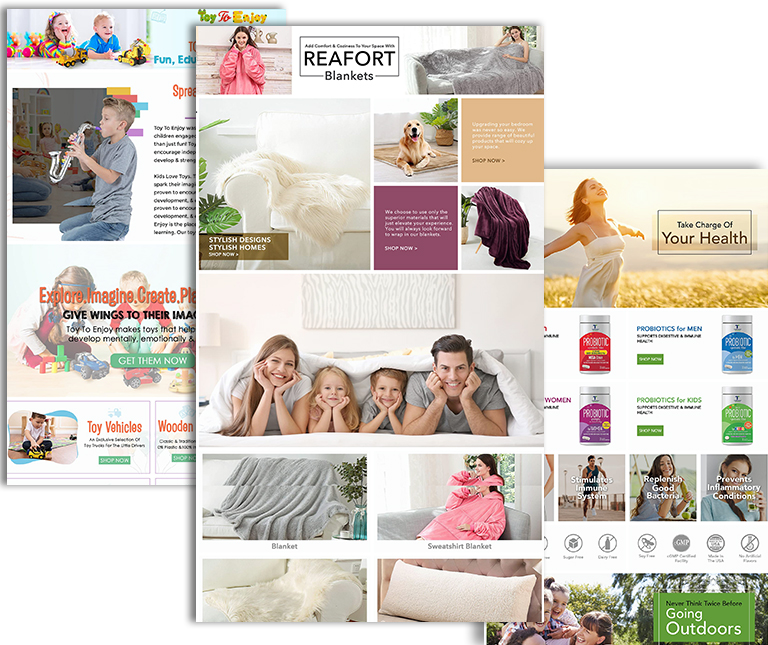 Toy To Enjoy
TO
Fun, Edu
Sprea
Toy To Enjoy was
children engage
than just fun! Toy
encourage indep
develop & streng
Kids Love Toys. T
spark their imagin
proven to encour
development, &
proven to encour
development, &
Enjoy is the place
learning. Our toy
Explore.Imagine.Create.Pla
GIVE WINGS TO THEIR IMAG
Toy To Enjoy makes toys that help
develop mentally, emotionally &
GET THEM NOW
Toy Vehicles
An Exclusive Selection Of
Toy Trucks For The Little Drivers
SHOP NOW
Wooden
Classic & Tradition
SHO
Add Comfort & Coziness To Your Space With
REAFORT
Blankets
Upgrading your bedroom
was never so easy. We
provide range of beautiful
products that will cozy up
your space.
SHOP NOW >
STYLISH DESIGNS
STYLISH HOMES
SHOP NOW >
We choose to use only the
superior materials that will
just elevate your experience.
You will always look forward
to wrap in our blankets.
SHOP NOW >
Blanket
Sweatshirt Blanket
Take Charge Of
Your Health
MMUNE
PROBIOTIC
PROBIOTICS for MEN
SUPPORTS DIGESTIVE & IMMUNE
HEALTH
SHOP NOW
PROBIOTIC
WOMEN
MMUNE
PROBIOTIC
WOMEN
PROBIOTICS for KIDS
SUPPORTS DIGESTIVE & IMMUNE
HEALTH
SHOP NOW
PROBIOTIC
Stimulates
Immune
System
Replenish
Good
Bacteria
Prevents
Inflammatory
Conditions
GMP
Sugar Free
Dairy Free
Soy Free
cGMP Certified
Facility
Made In
The USA
No Artificial
Flavors
Never Think Twice Before
Going
Outdoors